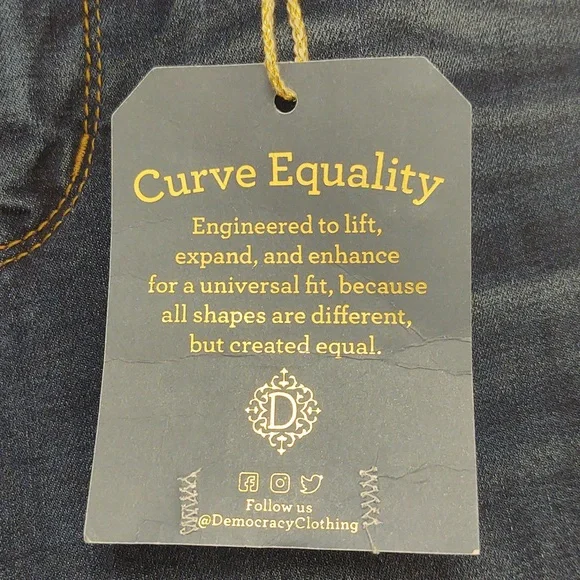 Curve Equality
Engineered to lift,
expand, and enhance
for a universal fit, because
all shapes are different,
but created equal.
D
Follow us
@DemocracyClothing